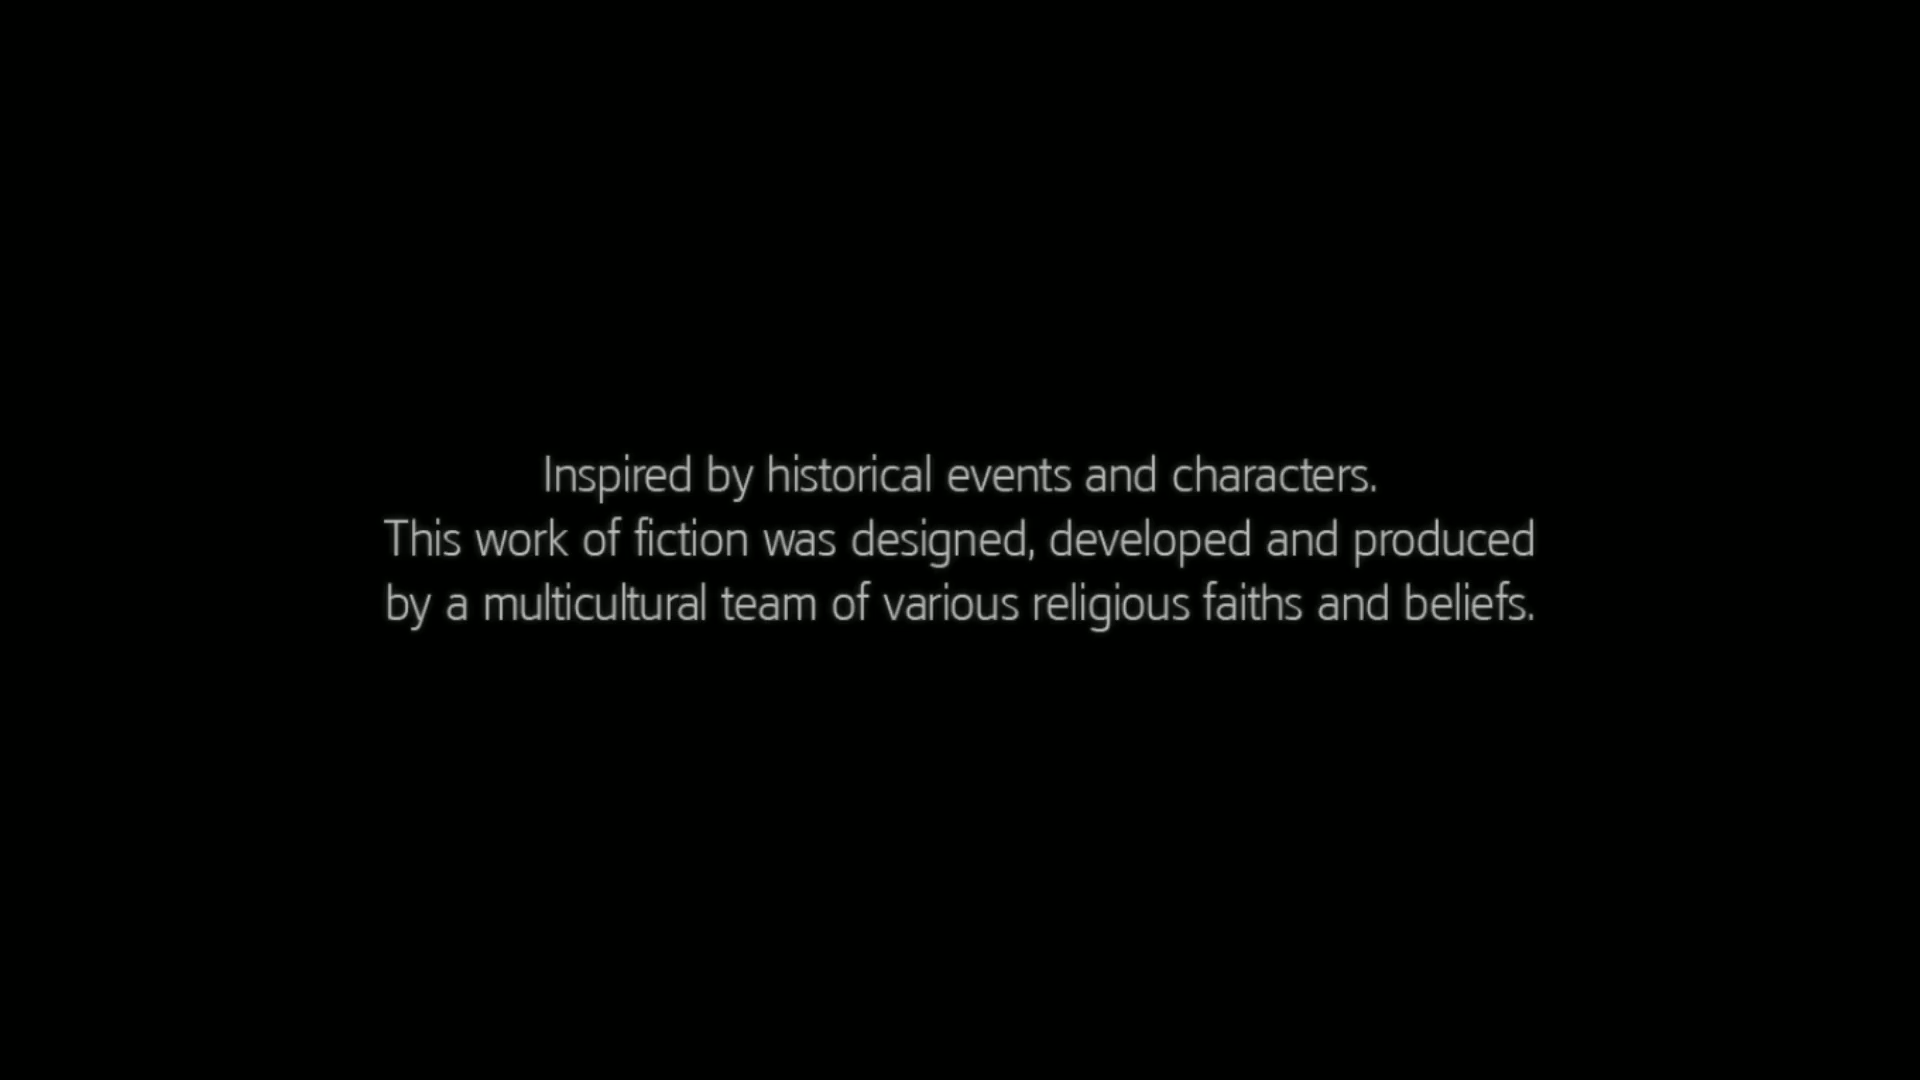 Inspired by historical events and characters.
This work of fiction was designed, developed and produced
by a multicultural team of various religious faiths and beliefs.